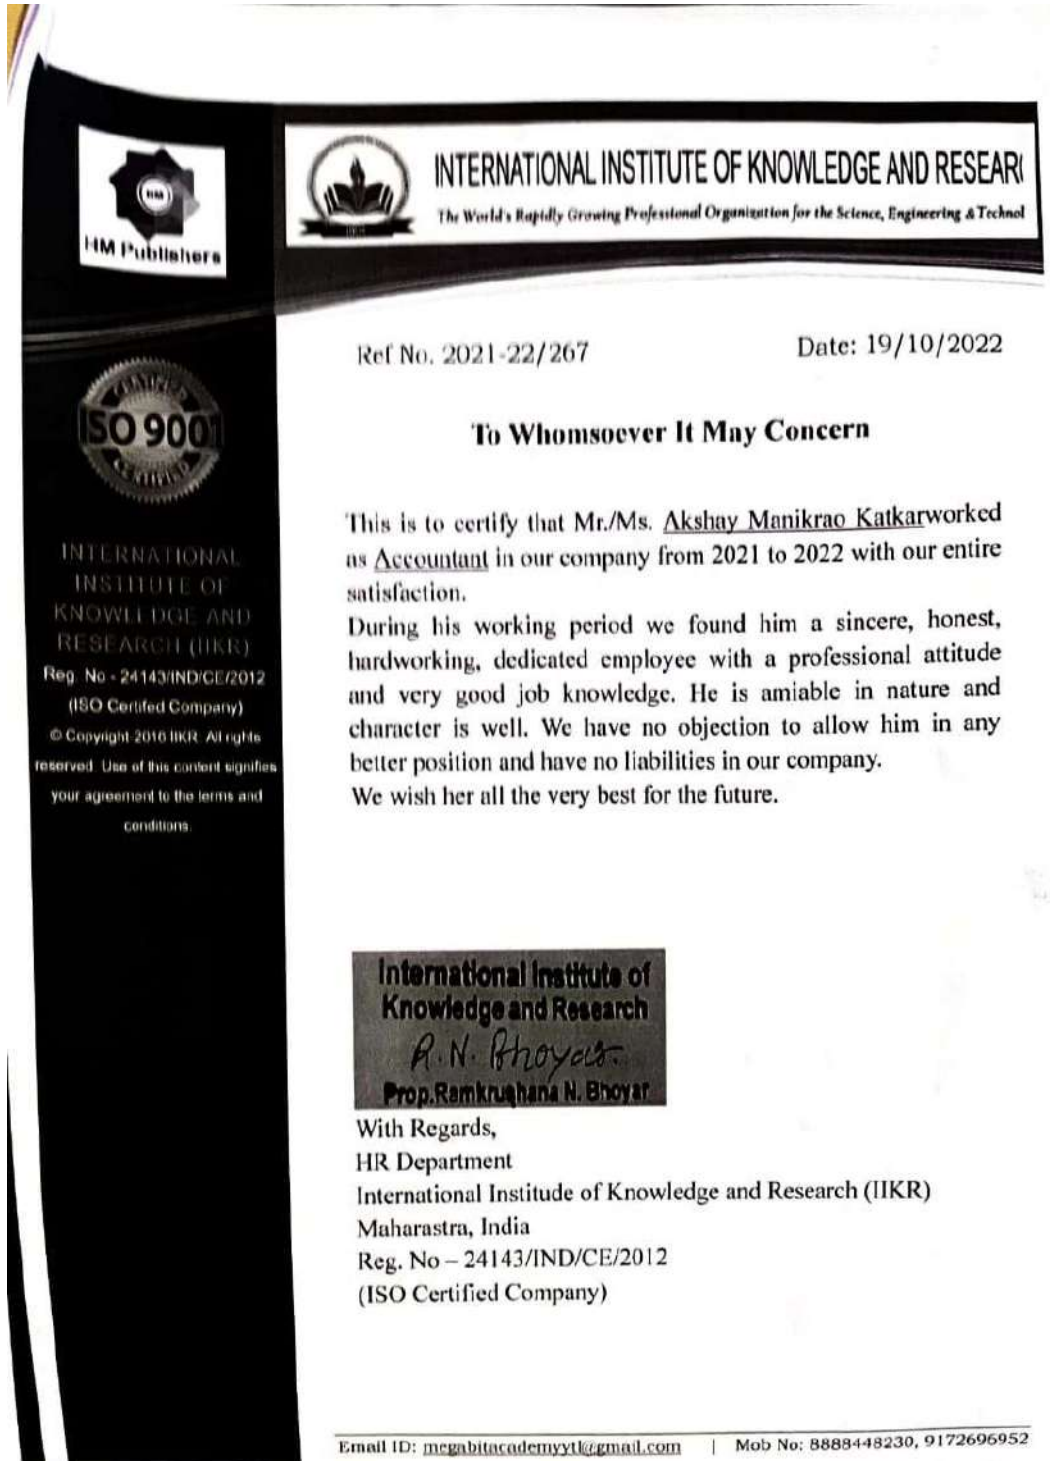 HM
HM Publishers
INTERNATIONAL INSTITUTE OF KNOWLEDGE AND RESEAR
The World's Rapidly Growing Professional Organization for the Science, Engineering & Technol
Ref No. 2021-22/267
Date: 19/10/2022
To Whomsoever It May Concern
This is to certify that Mr./Ms. Akshay Manikrao Katkarworked
as Accountant in our company from 2021 to 2022 with our entire
satisfaction.
During his working period we found him a sincere, honest,
hardworking, dedicated employee with a professional attitude
and very good job knowledge. He is amiable in nature and
character is well. We have no objection to allow him in any
better position and have no liabilities in our company.
We wish her all the very best for the future.
CERTIFIED
ISO 9001
CERTIFIED
INTERNATIONAL
INSTITUTE OF
KNOWLEDGE AND
RESEARCH (IIKR)
Reg. No - 24143/IND/CE/2012
(ISO Certifed Company)
© Copyright 2016 IIKR. All rights
reserved. Use of this content signifies
your agreement to the terms and
conditions.
International Institute of
Knowledge and Research
R. N. Bhoyar
Prop.Ramkrushana N. Bhoyar
With Regards,
HR Department
International Institude of Knowledge and Research (IIKR)
Maharastra, India
Reg. No – 24143/IND/CE/2012
(ISO Certified Company)
Email ID: megabitacademyytl@gmail.com | Mob No: 8888448230, 9172696952